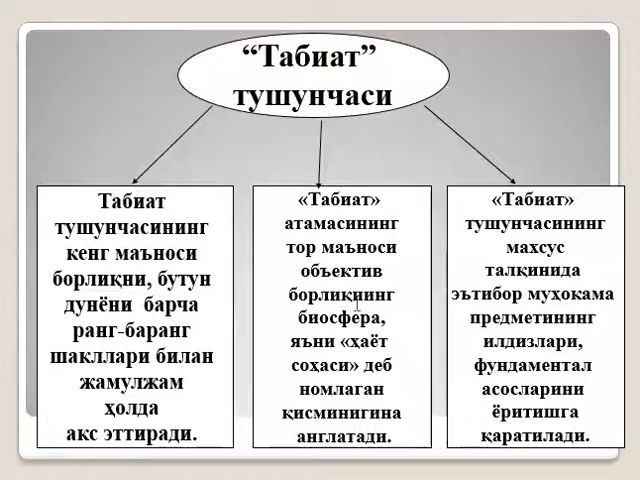 “Табиат”
тушунчаси
Табиат
тушунчасининг
кенг маъноси
борлиқни, бутун
дунёни барча
ранг-баранг
шакллари билан
жамулжам
ҳолда
акс эттиради.
«Табиат»
атамасининг
тор маъноси
объектив
борлиқнинг
биосфера,
яъни «ҳаёт
соҳаси» деб
номлаган
қисминигина
англатади.
«Табиат»
тушунчасининг
махсус
талқинида
эътибор муҳокама
предметининг
илдизлари,
фундаментал
асосларини
ёритишга
қаратилади.